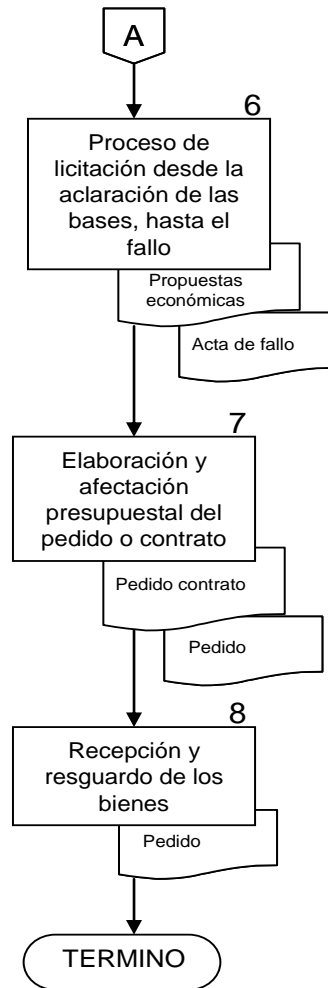 A
6
Proceso de
licitación desde la
aclaración de las
bases, hasta el
fallo
Propuestas
económicas
Acta de fallo
7
Elaboración y
afectación
presupuestal del
pedido o contrato
Pedido contrato
Pedido
8
Recepción y
resguardo de los
bienes
Pedido
TERMINO